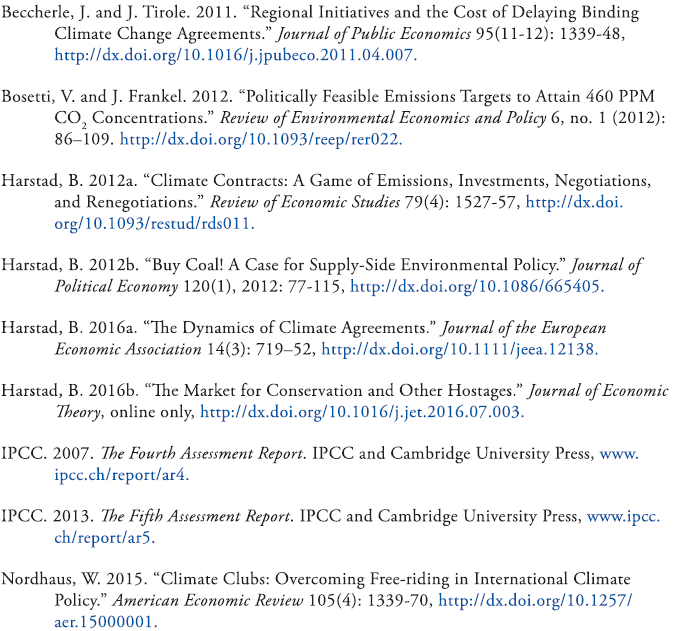 Beccherle, J. and J. Tirole. 2011. “Regional Initiatives and the Cost of Delaying Binding
Climate Change Agreements.” Journal of Public Economics 95(11-12): 1339-48,
http://dx.doi.org/10.1016/j.jpubeco.2011.04.007.
Bosetti, V. and J. Frankel. 2012. “Politically Feasible Emissions Targets to Attain 460 PPM
CO₂ Concentrations.” Review of Environmental Economics and Policy 6, no. 1 (2012):
86–109. http://dx.doi.org/10.1093/reep/rer022.
Harstad, B. 2012a. “Climate Contracts: A Game of Emissions, Investments, Negotiations,
and Renegotiations.” Review of Economic Studies 79(4): 1527-57, http://dx.doi.
org/10.1093/restud/rds011.
Harstad, B. 2012b. “Buy Coal! A Case for Supply-Side Environmental Policy.” Journal of
Political Economy 120(1), 2012: 77-115, http://dx.doi.org/10.1086/665405.
Harstad, B. 2016a. “The Dynamics of Climate Agreements.” Journal of the European
Economic Association 14(3): 719–52, http://dx.doi.org/10.1111/jeea.12138.
Harstad, B. 2016b. “The Market for Conservation and Other Hostages.” Journal of Economic
Theory, online only, http://dx.doi.org/10.1016/j.jet.2016.07.003.
IPCC. 2007. The Fourth Assessment Report. IPCC and Cambridge University Press, www.
ipcc.ch/report/ar4.
IPCC. 2013. The Fifth Assessment Report. IPCC and Cambridge University Press, www.ipcc.
ch/report/ar5.
Nordhaus, W. 2015. “Climate Clubs: Overcoming Free-riding in International Climate
Policy.” American Economic Review 105(4): 1339-70, http://dx.doi.org/10.1257/
aer.15000001.